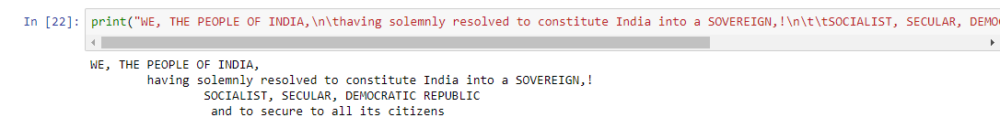 In [22]: print("WE, THE PEOPLE OF INDIA,\n\thaving solemnly resolved to constitute India into a SOVEREIGN,!\n\t\tSOCIALIST, SECULAR, DEMO
WE, THE PEOPLE OF INDIA,
having solemnly resolved to constitute India into a SOVEREIGN,!
SOCIALIST, SECULAR, DEMOCRATIC REPUBLIC
and to secure to all its citizens